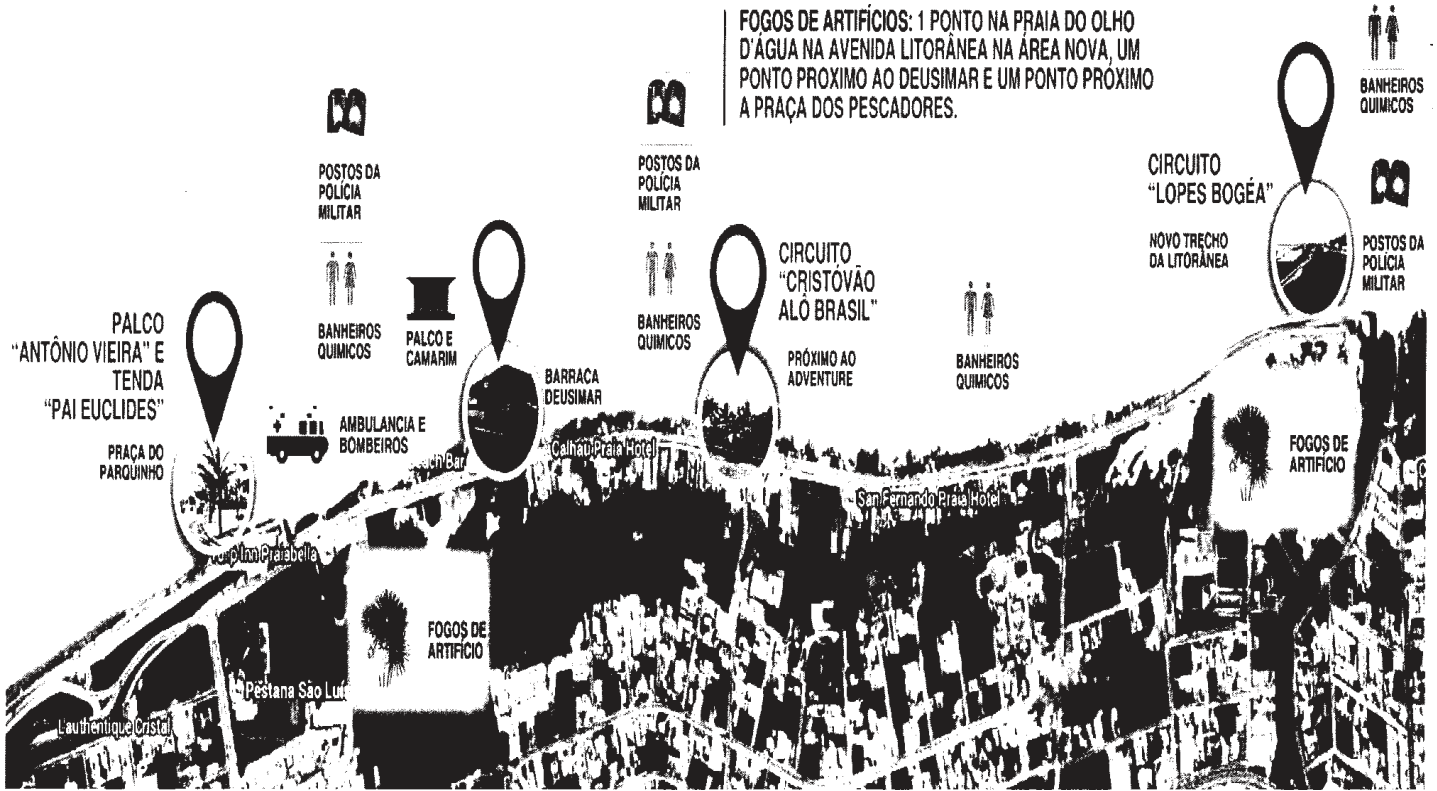 FOGOS DE ARTIFÍCIOS: 1 PONTO NA PRAIA DO OLHO
D'ÁGUA NA AVENIDA LITORÂNEA NA ÁREA NOVA, UM
PONTO PROXIMO AO DEUSIMAR E UM PONTO PRÓXIMO
A PRAÇA DOS PESCADORES.
BANHEIROS
QUIMICOS
POSTOS DA
POLÍCIA
MILITAR
POSTOS DA
POLÍCIA
MILITAR
CIRCUITO
"LOPES BOGÉA"
NOVO TRECHO
DA LITORÂNEA
POSTOS DA
POLÍCIA
MILITAR
BANHEIROS
QUIMICOS
PALCO E
CAMARIM
BANHEIROS
QUIMICOS
CIRCUITO
"CRISTÓVÃO
ALÔ BRASIL"
PRÓXIMO AO
ADVENTURE
BANHEIROS
QUIMICOS
PALCO
"ANTÔNIO VIEIRA" E
TENDA
"PAI EUCLIDES"
PRAÇA DO
PARQUINHO
AMBULANCIA E
BOMBEIROS
BARRACA
DEUSIMAR
Bar
Calhau Praia Hotel
San Fernando Praia Hotel
Inn Praiabella
FOGOS DE
ARTIFÍCIO
FOGOS DE
ARTIFÍCIO
Pestana São Luís
Lauthentique Cristal